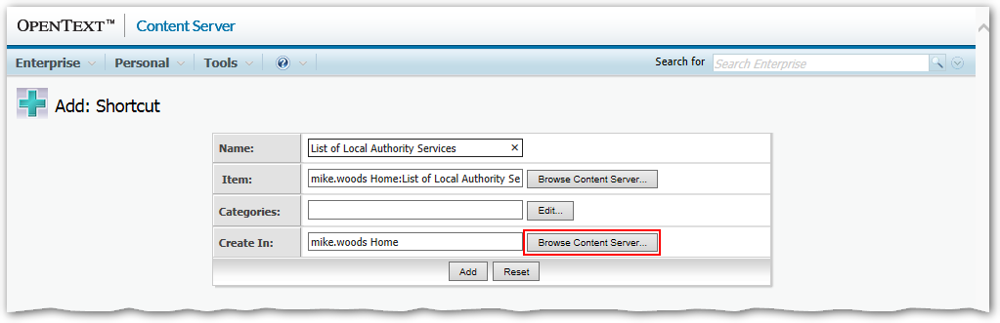 OPENTEXT™ Content Server
Enterprise Personal Tools ? Search for Search Enterprise
Add: Shortcut
Name: List of Local Authority Services ×
Item: mike.woods Home:List of Local Authority Se Browse Content Server...
Categories: Edit...
Create In: mike.woods Home Browse Content Server...
Add Reset